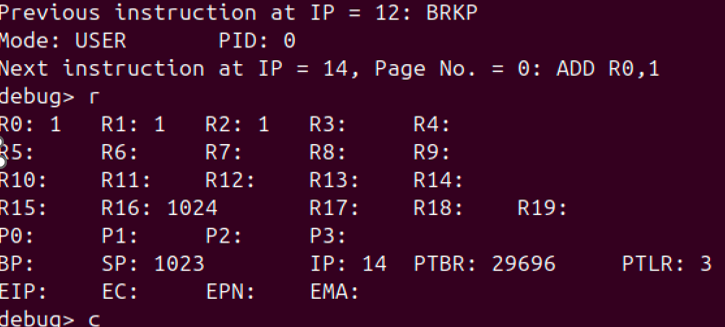 Previous instruction at IP = 12: BRKP
Mode: USER PID: 0
Next instruction at IP = 14, Page No. = 0: ADD R0,1
debug> r
R0: 1 R1: 1 R2: 1 R3: R4:
R5: R6: R7: R8: R9:
R10: R11: R12: R13: R14:
R15: R16: 1024 R17: R18: R19:
P0: P1: P2: P3:
BP: SP: 1023 IP: 14 PTBR: 29696 PTLR: 3
EIP: EC: EPN: EMA:
debug> c